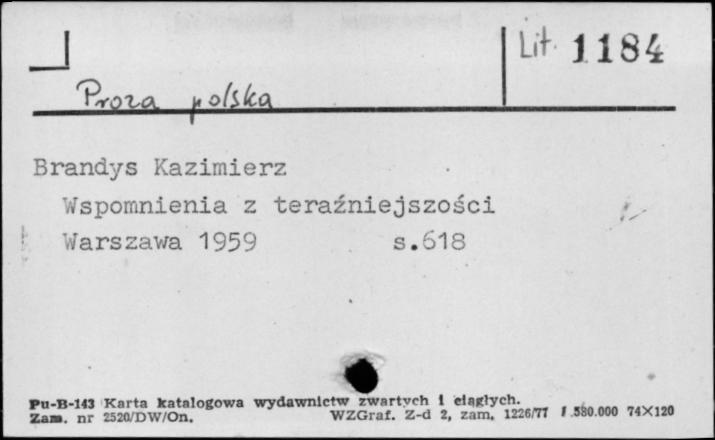 Lit. 1184
Proza polska
Brandys Kazimierz
Wspomnienia z teraźniejszości
Warszawa 1959 s.618
Pu-B-143 Karta katalogowa wydawnictw zwartych i ciągłych.
Zam. nr 2520/DW/On. WZGraf. Z-d 2, zam. 1226/77 1.580.000 74×120